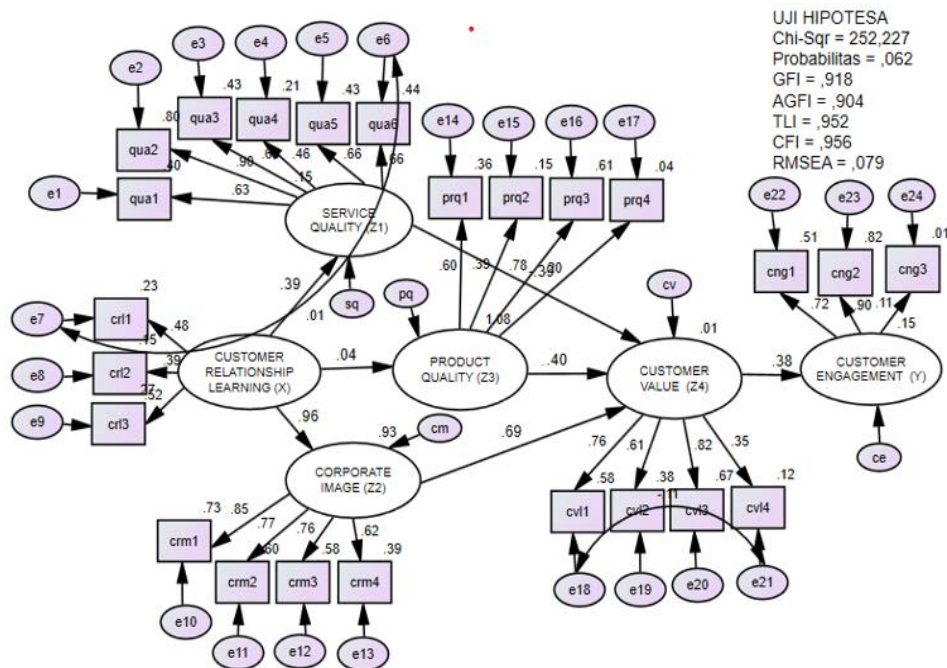 UJI HIPOTESA
Chi-Sqr = 252,227
Probabilitas = ,062
GFI = ,918
AGFI = ,904
TLI = ,952
CFI = ,956
RMSEA = ,079
e1
e2
e3
e4
e5
e6
.40
.80
.43
.21
.43
.44
qua1
qua2
qua3
qua4
qua5
qua6
.63
.90
.46
.66
.66
.15
SERVICE
QUALITY (Z1)
sq
e14
e15
e16
e17
.36
.15
.61
.04
prq1
prq2
prq3
prq4
.60
.39
.78
.20
-.39
pq
1.08
PRODUCT
QUALITY (Z3)
e22
e23
e24
.51
.82
.01
cng1
cng2
cng3
.72
.90
.11
.15
CUSTOMER
ENGAGEMENT (Y)
ce
cv
.01
CUSTOMER
VALUE (Z4)
.38
e7
e8
e9
.23
.15
.27
crl1
crl2
crl3
.48
.39
.52
CUSTOMER
RELATIONSHIP
LEARNING (X)
.39
.01
.04
.96
..40
.69
.93
cm
CORPORATE
IMAGE (Z2)
.85
.77
.76
.62
.73
.60
.58
.39
crm1
crm2
crm3
crm4
e10
e11
e12
e13
.76
.61
.82
.35
.58
.38
.67
.12
cvl1
cvl2
cvl3
cvl4
-.11
e18
e19
e20
e21